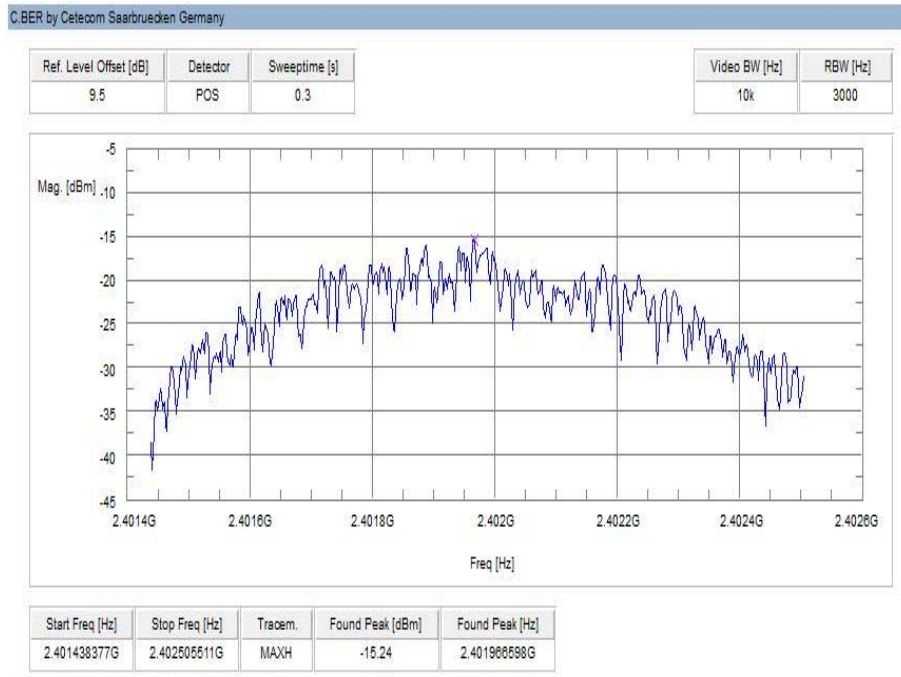 C.BER by Cetecom Saarbruecken Germany
Ref. Level Offset [dB] Detector Sweeptime [s] Video BW [Hz] RBW [Hz]
9.5 POS 0.3 10k 3000
-5
Mag. [dBm]
-10
-15
-20
-25
-30
-35
-40
-45
2.4014G 2.4016G 2.4018G 2.402G 2.4022G 2.4024G 2.4026G
Freq [Hz]
Start Freq [Hz] Stop Freq [Hz] Tracem. Found Peak [dBm] Found Peak [Hz]
2.401438377G 2.402505511G MAXH -15.24 2.401966598G